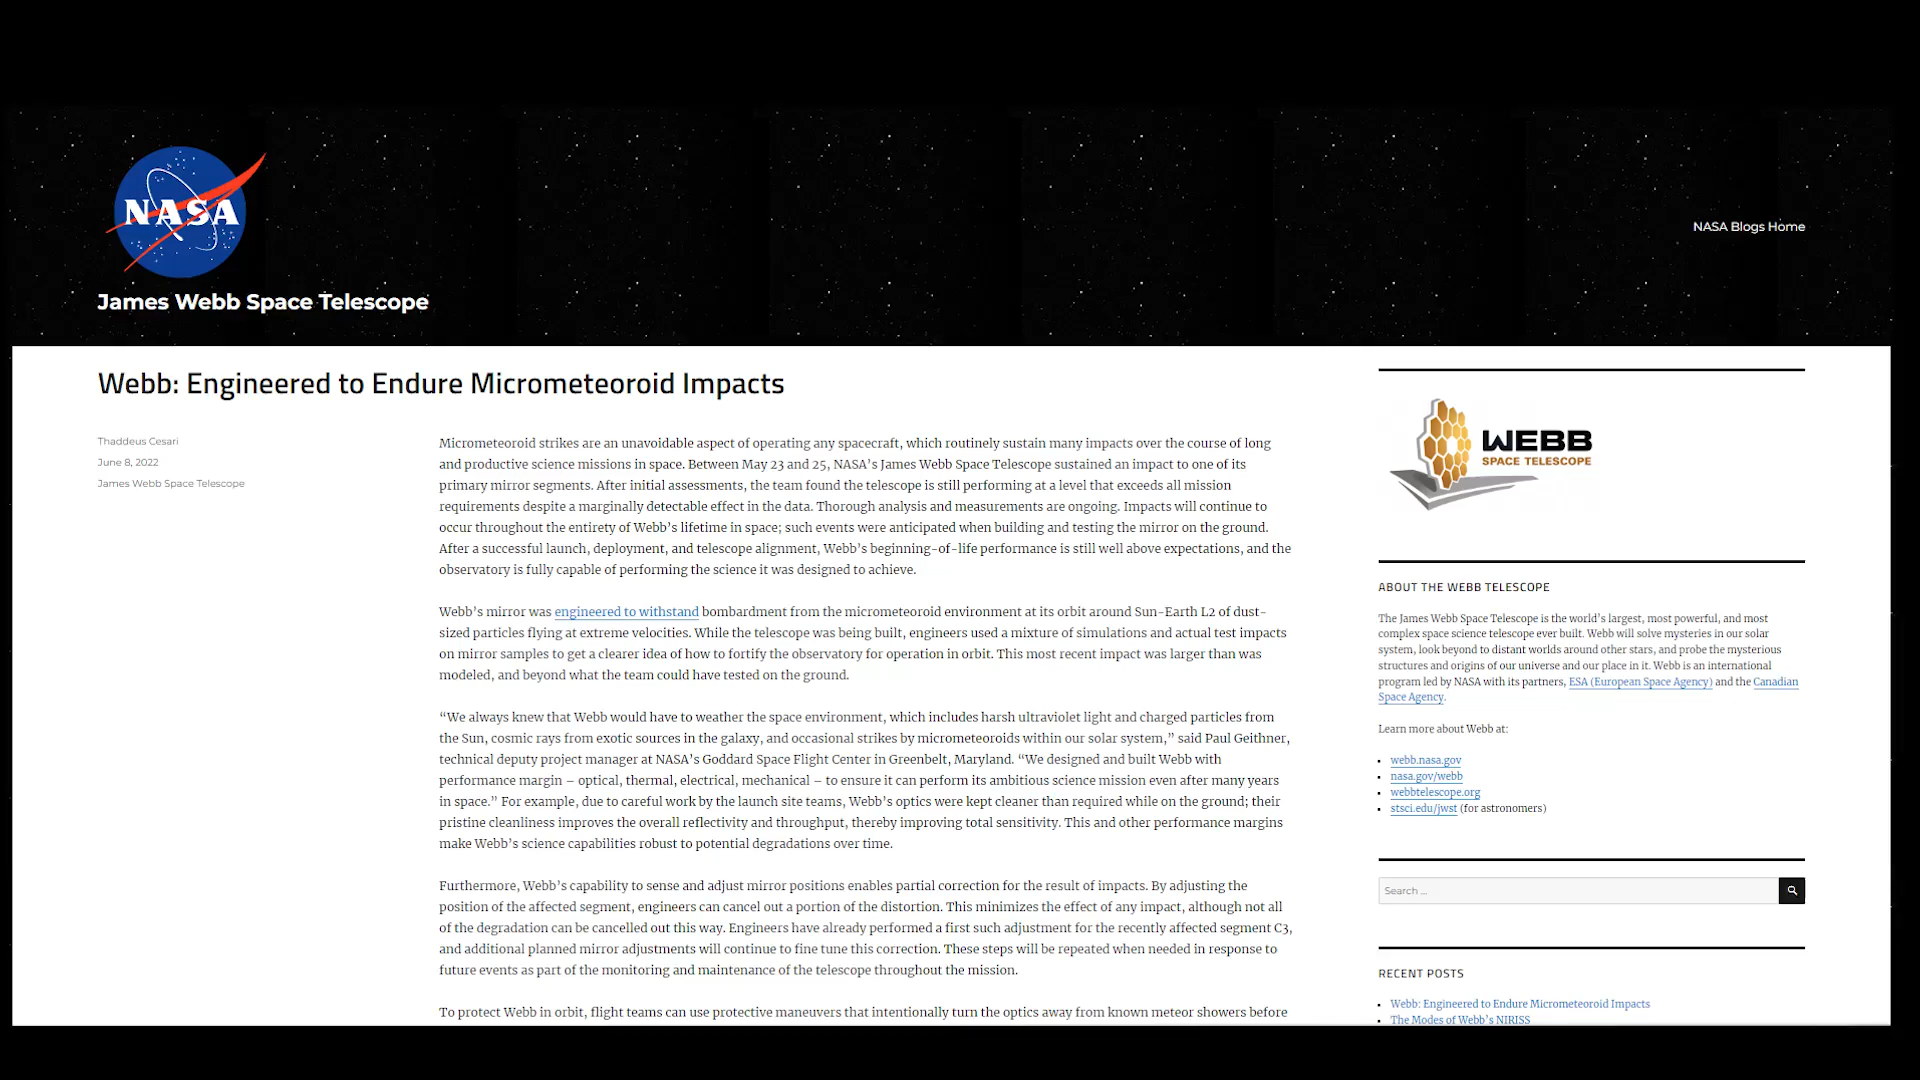 NASA
NASA Blogs Home
James Webb Space Telescope
Webb: Engineered to Endure Micrometeoroid Impacts
Thaddeus Cesari
June 8, 2022
James Webb Space Telescope
Micrometeoroid strikes are an unavoidable aspect of operating any spacecraft, which routinely sustain many impacts over the course of long
and productive science missions in space. Between May 23 and 25, NASA’s James Webb Space Telescope sustained an impact to one of its
primary mirror segments. After initial assessments, the team found the telescope is still performing at a level that exceeds all mission
requirements despite a marginally detectable effect in the data. Thorough analysis and measurements are ongoing. Impacts will continue to
occur throughout the entirety of Webb’s lifetime in space; such events were anticipated when building and testing the mirror on the ground.
After a successful launch, deployment, and telescope alignment, Webb’s beginning-of-life performance is still well above expectations, and the
observatory is fully capable of performing the science it was designed to achieve.
Webb’s mirror was engineered to withstand bombardment from the micrometeoroid environment at its orbit around Sun-Earth L2 of dust-
sized particles flying at extreme velocities. While the telescope was being built, engineers used a mixture of simulations and actual test impacts
on mirror samples to get a clearer idea of how to fortify the observatory for operation in orbit. This most recent impact was larger than was
modeled, and beyond what the team could have tested on the ground.
“We always knew that Webb would have to weather the space environment, which includes harsh ultraviolet light and charged particles from
the Sun, cosmic rays from exotic sources in the galaxy, and occasional strikes by micrometeoroids within our solar system,” said Paul Geithner,
technical deputy project manager at NASA’s Goddard Space Flight Center in Greenbelt, Maryland. “We designed and built Webb with
performance margin – optical, thermal, electrical, mechanical – to ensure it can perform its ambitious science mission even after many years
in space.” For example, due to careful work by the launch site teams, Webb’s optics were kept cleaner than required while on the ground; their
pristine cleanliness improves the overall reflectivity and throughput, thereby improving total sensitivity. This and other performance margins
make Webb’s science capabilities robust to potential degradations over time.
Furthermore, Webb’s capability to sense and adjust mirror positions enables partial correction for the result of impacts. By adjusting the
position of the affected segment, engineers can cancel out a portion of the distortion. This minimizes the effect of any impact, although not all
of the degradation can be cancelled out this way. Engineers have already performed a first such adjustment for the recently affected segment C3,
and additional planned mirror adjustments will continue to fine tune this correction. These steps will be repeated when needed in response to
future events as part of the monitoring and maintenance of the telescope throughout the mission.
To protect Webb in orbit, flight teams can use protective maneuvers that intentionally turn the optics away from known meteor showers before
WEBB
SPACE TELESCOPE
ABOUT THE WEBB TELESCOPE
The James Webb Space Telescope is the world’s largest, most powerful, and most
complex space science telescope ever built. Webb will solve mysteries in our solar
system, look beyond to distant worlds around other stars, and probe the mysterious
structures and origins of our universe and our place in it. Webb is an international
program led by NASA with its partners, ESA (European Space Agency) and the Canadian
Space Agency.
Learn more about Webb at:
webb.nasa.gov
nasa.gov/webb
webbtelescope.org
stsci.edu/jwst (for astronomers)
Search …
RECENT POSTS
Webb: Engineered to Endure Micrometeoroid Impacts
The Modes of Webb’s NIRISS